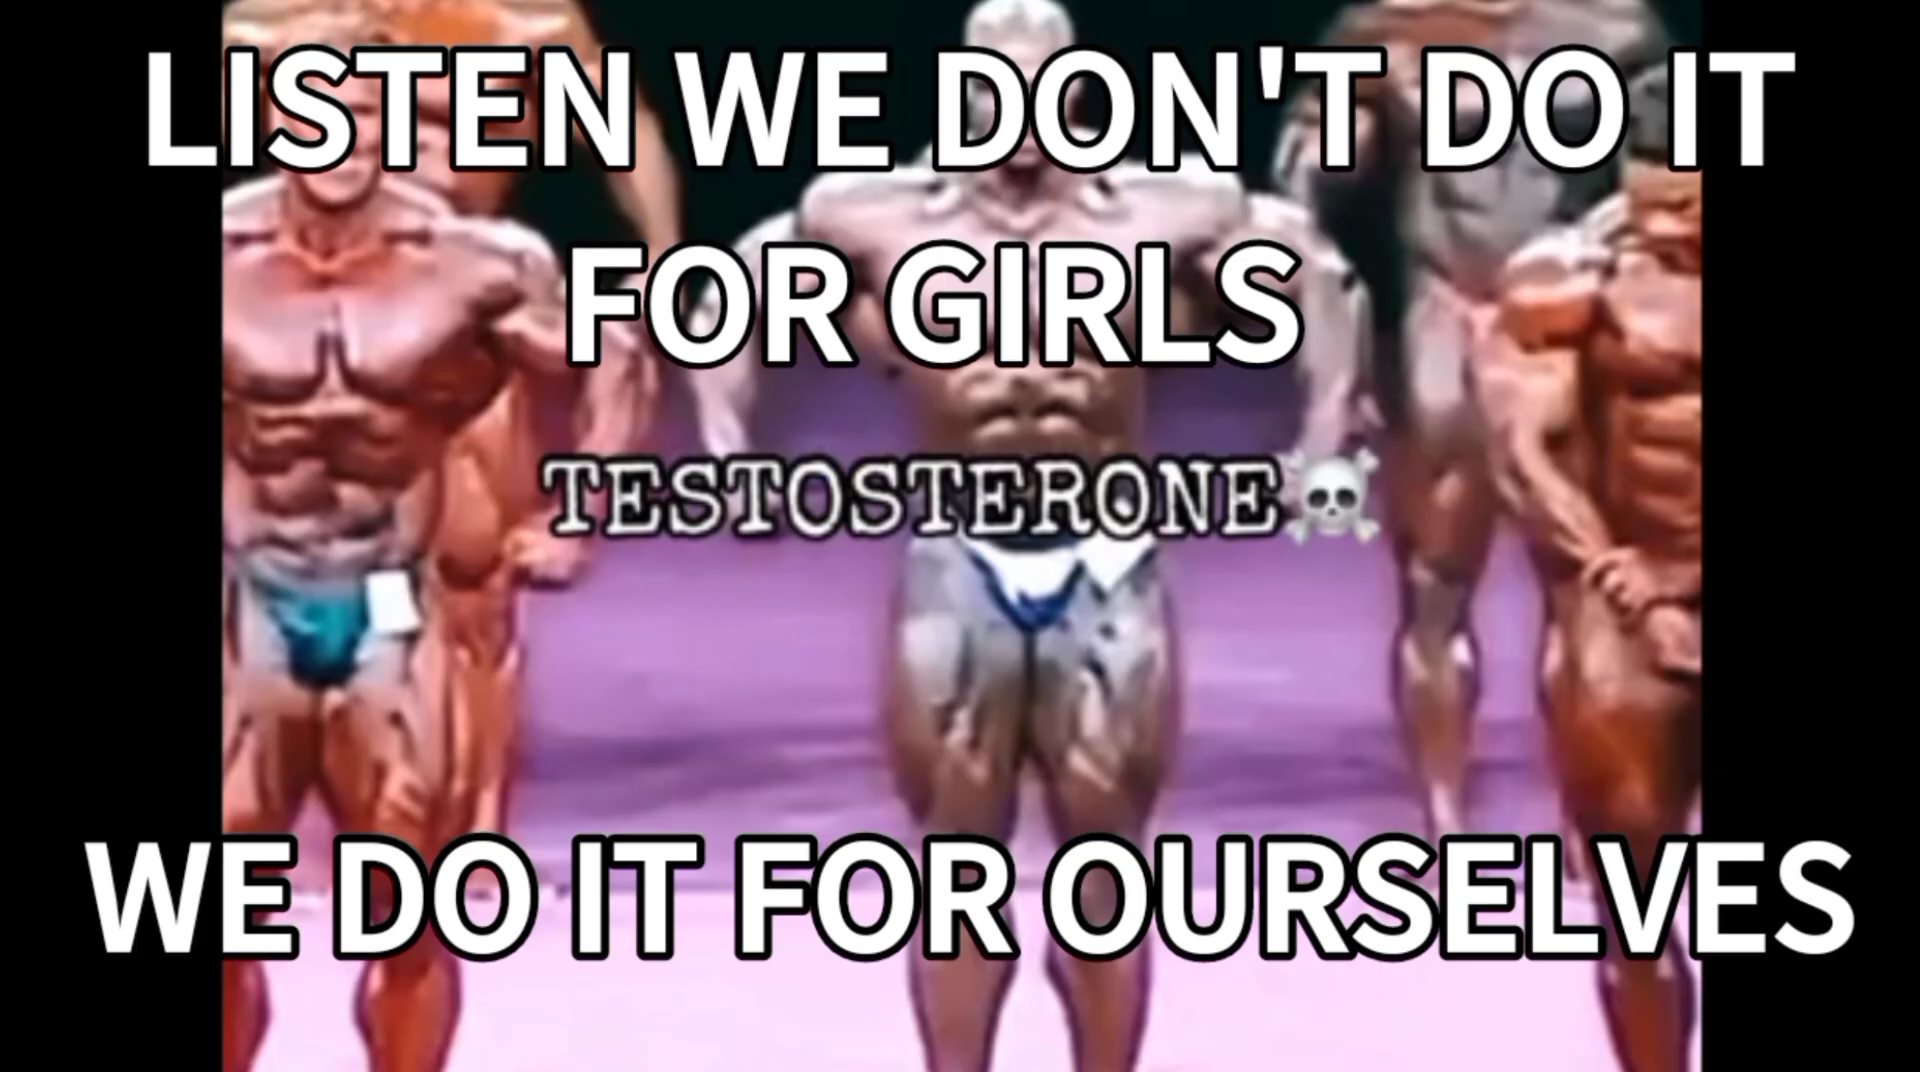 LISTEN WE DON'T DO IT
FOR GIRLS
TESTOSTERONE☠️
WE DO IT FOR OURSELVES